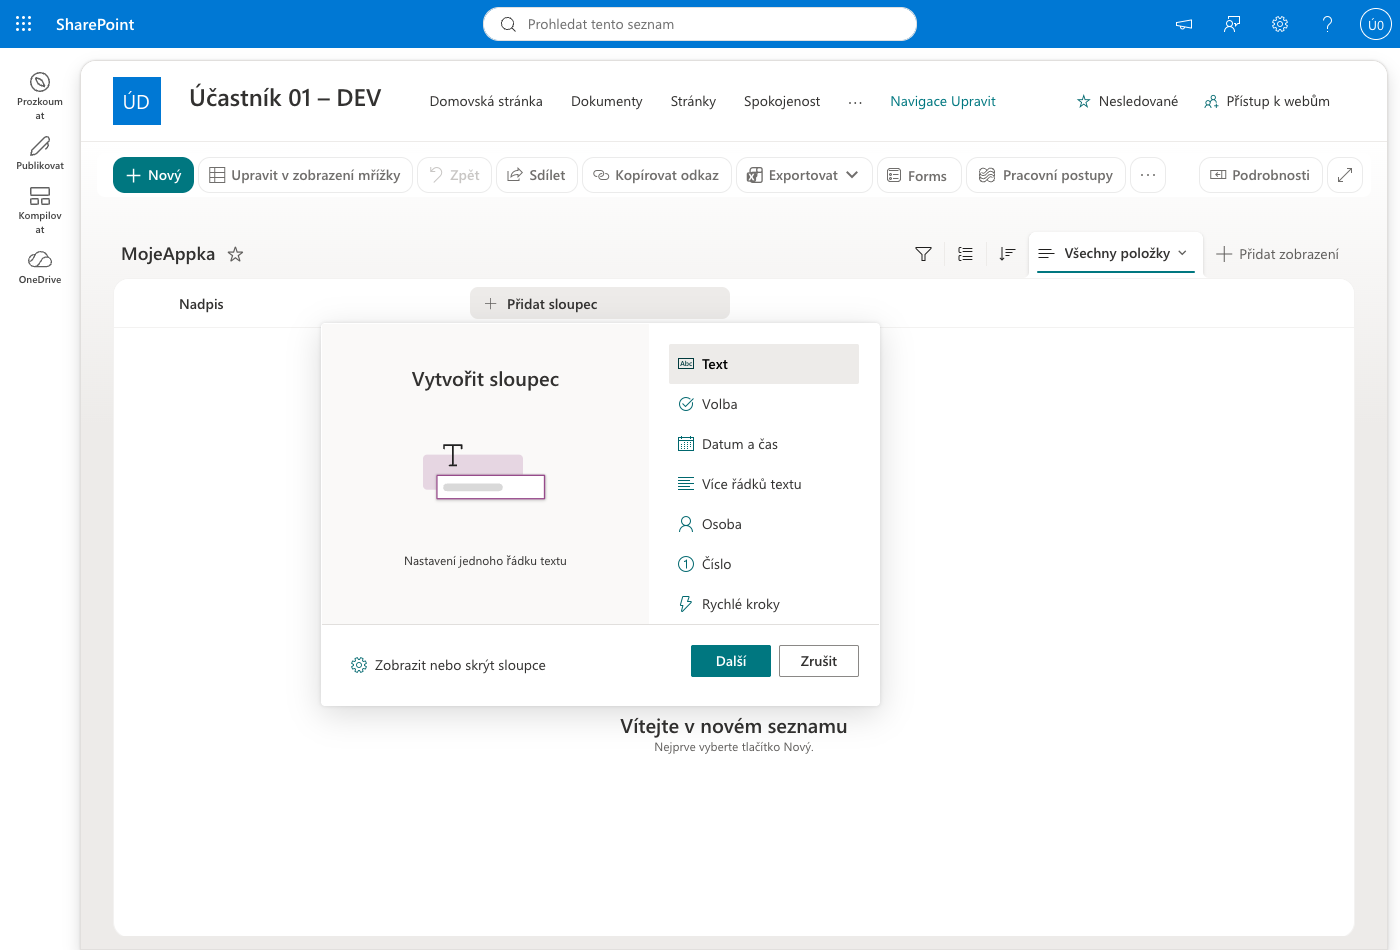 SharePoint
Prohledat tento seznam
Ú0
Prozkoum
at
Publikovat
Kompilov
at
OneDrive
ÚD
Účastník 01 – DEV
Domovská stránka
Dokumenty
Stránky
Spokojenost
...
Navigace Upravit
Nesledované
Přístup k webům
Nový
Upravit v zobrazení mřížky
Zpět
Sdílet
Kopírovat odkaz
Exportovat
Forms
Pracovní postupy
...
Podrobnosti
MojeAppka
Všechny položky
Přidat zobrazení
Nadpis
Přidat sloupec
Vytvořit sloupec
Nastavení jednoho řádku textu
Abc Text
Volba
Datum a čas
Více řádků textu
Osoba
1 Číslo
Rychlé kroky
Zobrazit nebo skrýt sloupce
Další
Zrušit
Vítejte v novém seznamu
Nejprve vyberte tlačítko Nový.